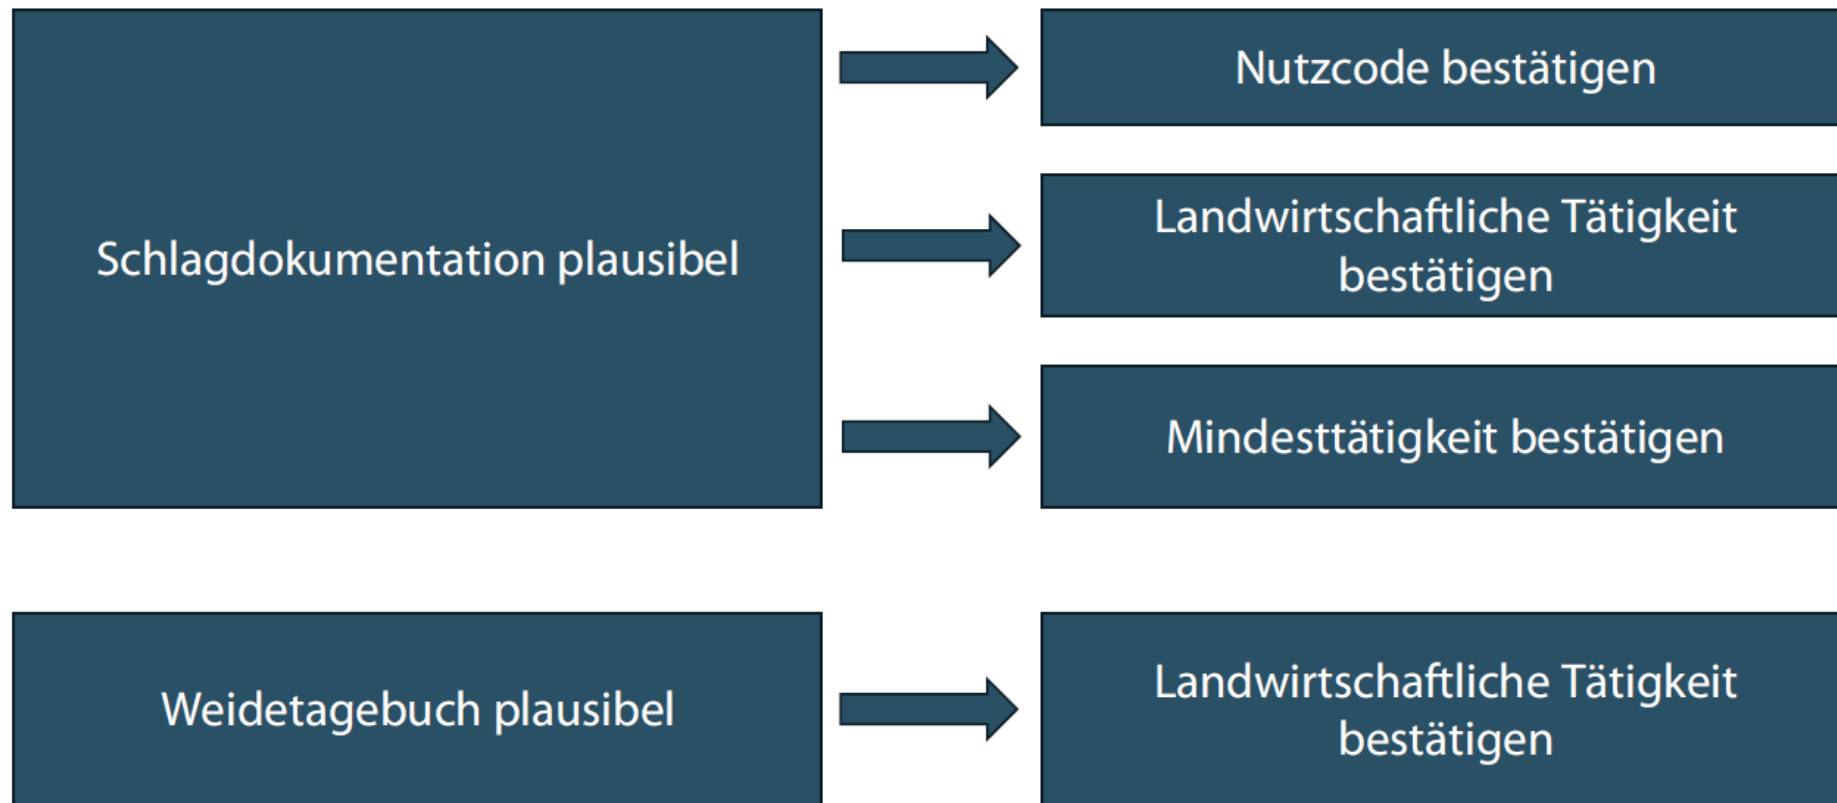 Schlagdokumentation plausibel
Nutzcode bestätigen
Landwirtschaftliche Tätigkeit
bestätigen
Mindesttätigkeit bestätigen
Weidetagebuch plausibel
Landwirtschaftliche Tätigkeit
bestätigen